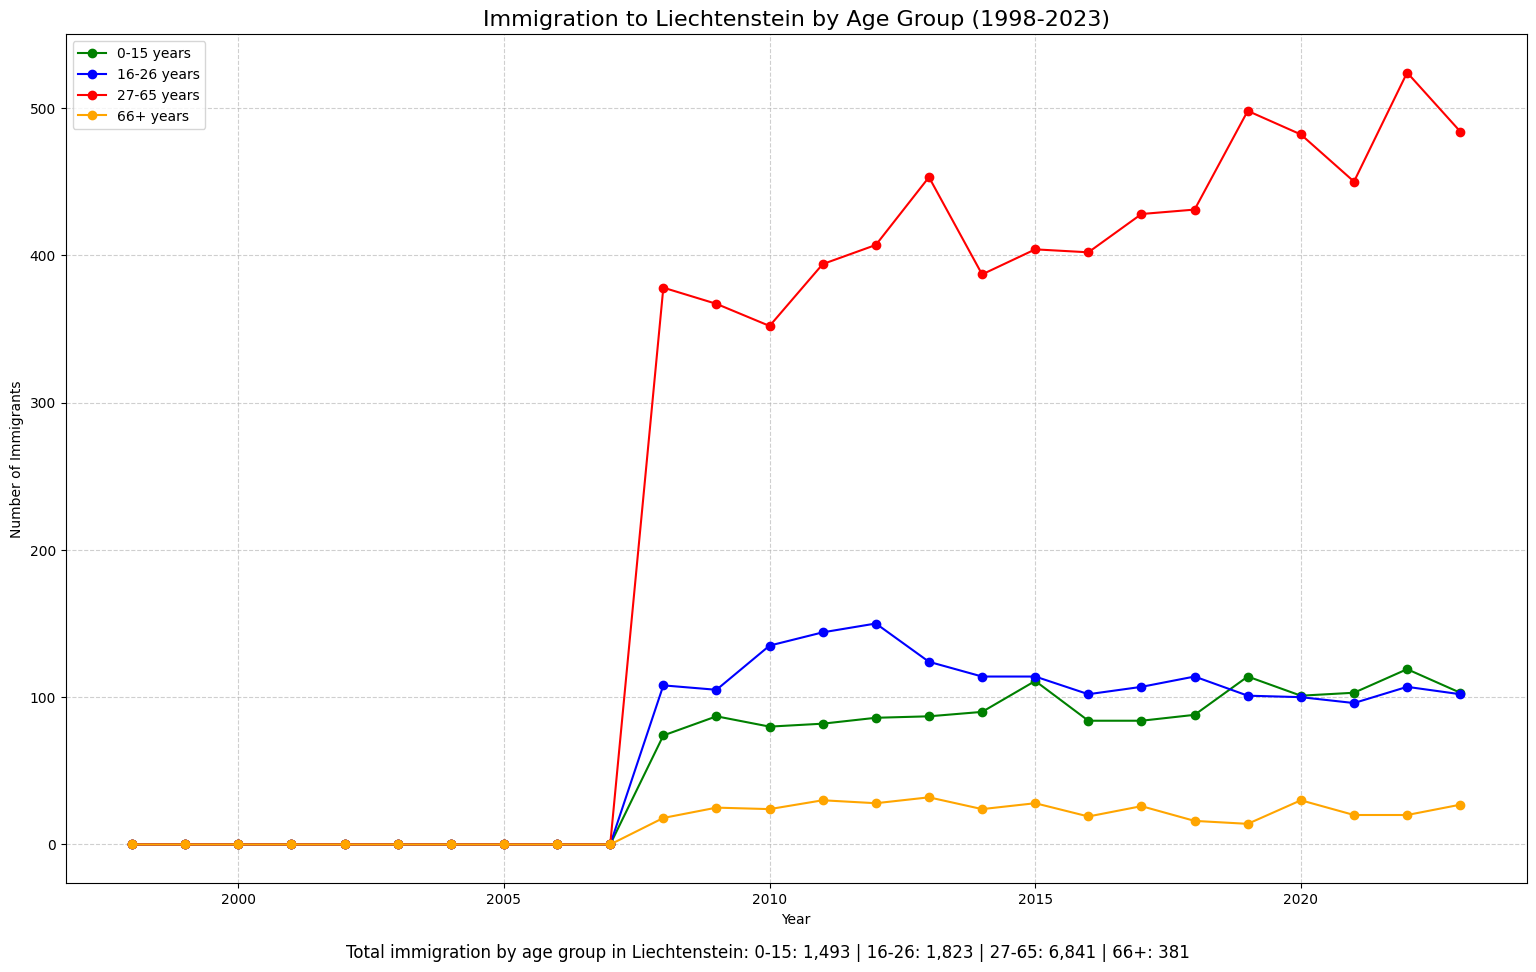 Immigration to Liechtenstein by Age Group (1998-2023)
0-15 years
16-26 years
27-65 years
66+ years
500
400
300
200
100
0
Number of Immigrants
2000 2005 2010 2015 2020
Year
Total immigration by age group in Liechtenstein: 0-15: 1,493 | 16-26: 1,823 | 27-65: 6,841 | 66+: 381